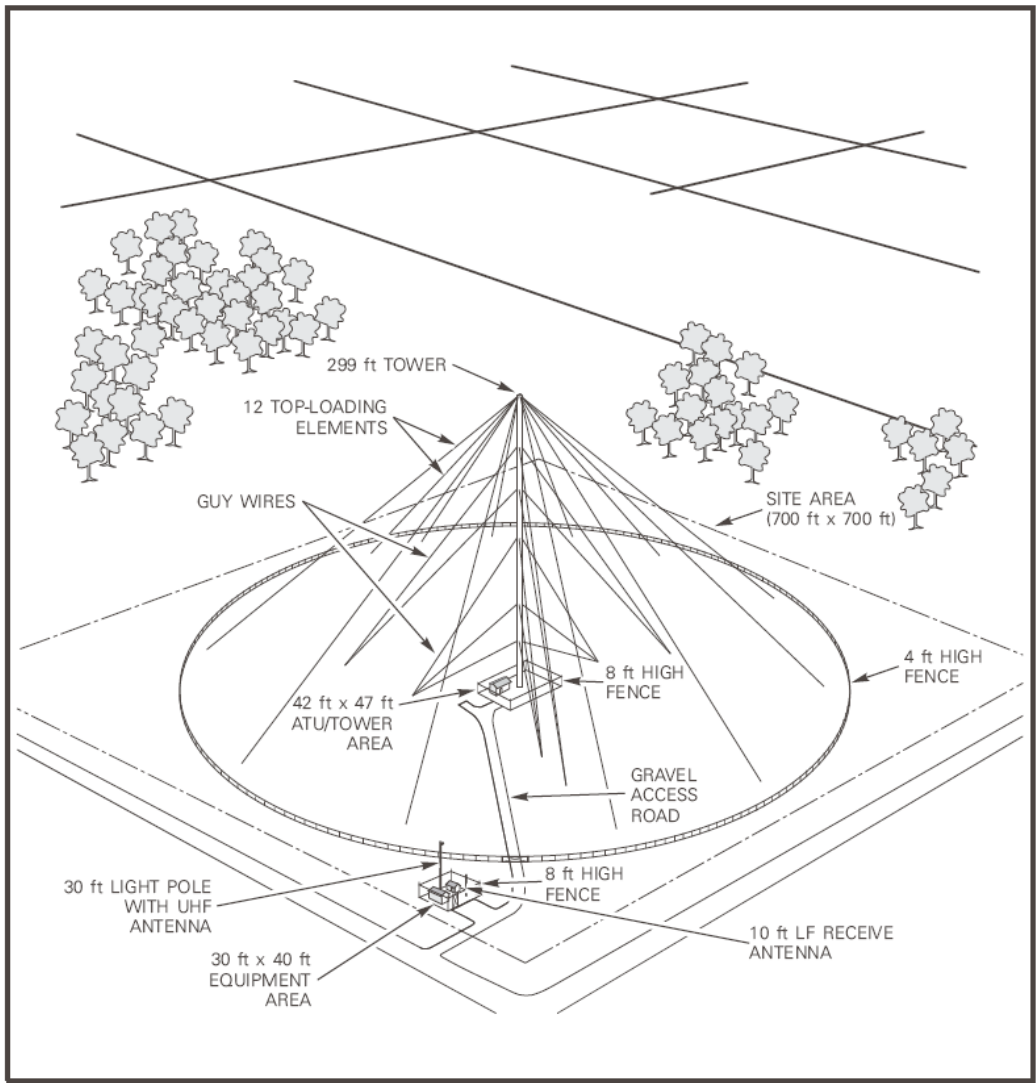 299 ft TOWER
12 TOP-LOADING
ELEMENTS
GUY WIRES
SITE AREA
(700 ft x 700 ft)
8 ft HIGH
FENCE
4 ft HIGH
FENCE
42 ft x 47 ft
ATU/TOWER
AREA
GRAVEL
ACCESS
ROAD
8 ft HIGH
FENCE
30 ft LIGHT POLE
WITH UHF
ANTENNA
10 ft LF RECEIVE
ANTENNA
30 ft x 40 ft
EQUIPMENT
AREA